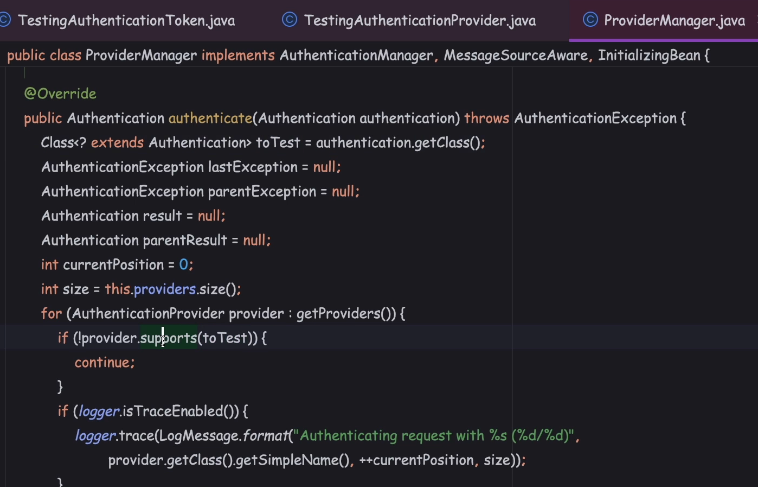 TestingAuthenticationToken.java
TestingAuthenticationProvider.java
ProviderManager.java
public class ProviderManager implements AuthenticationManager, MessageSourceAware, InitializingBean {
@Override
public Authentication authenticate(Authentication authentication) throws AuthenticationException {
Class<? extends Authentication> toTest = authentication.getClass();
AuthenticationException lastException = null;
AuthenticationException parentException = null;
Authentication result = null;
Authentication parentResult = null;
int currentPosition = 0;
int size = this.providers.size();
for (AuthenticationProvider provider : getProviders()) {
if (!provider.supports(toTest)) {
continue;
}
if (logger.isTraceEnabled()) {
logger.trace(LogMessage.format("Authenticating request with %s (%d/%d)",
provider.getClass().getSimpleName(), ++currentPosition, size));
}